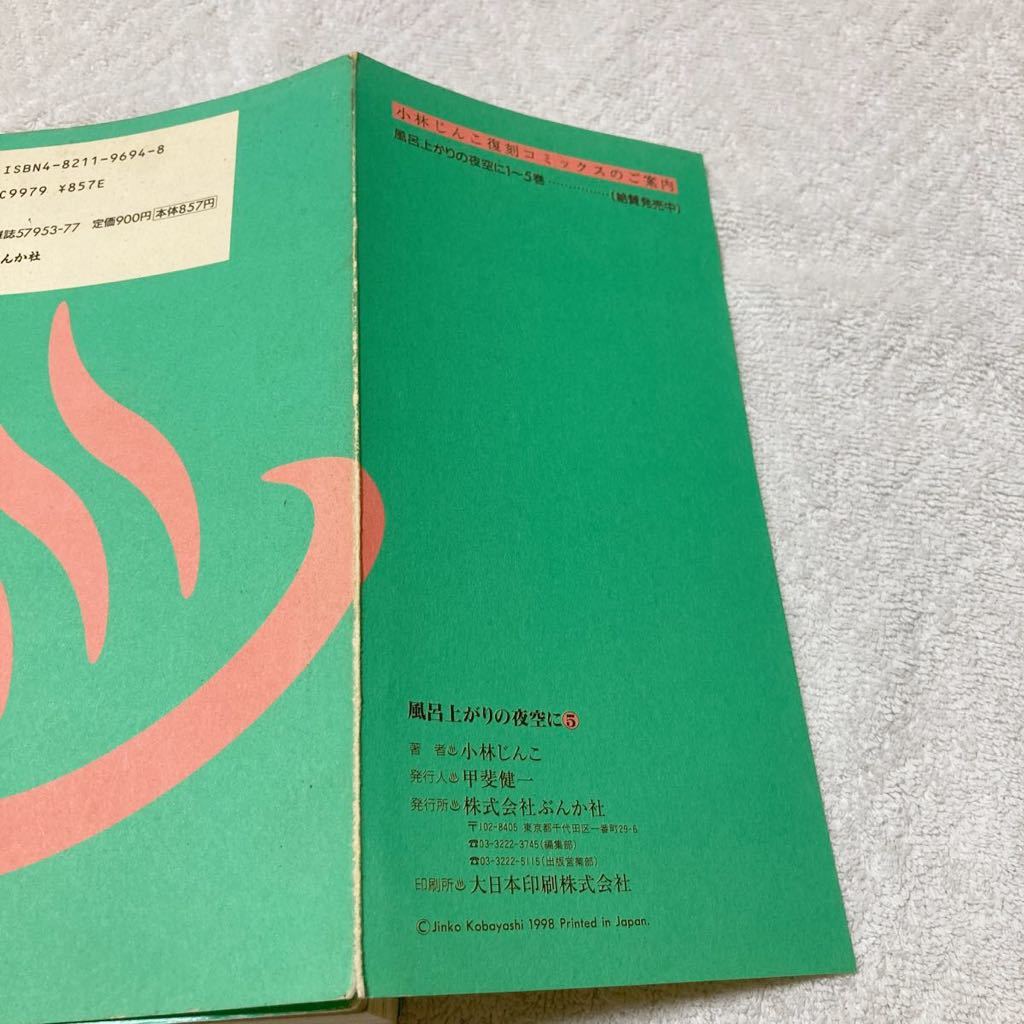 ISBN4-8211-9694-8
C9979 ¥857E
誌57953-77 定価900円 本体857円
んか社
小林じんこ復刻コミックスのご案内
風呂上がりの夜空に1〜5巻……………(絶賛発売中)
風呂上がりの夜空に5
著 者♨小林じんこ
発行人♨甲斐健一
発行所♨株式会社ぶんか社
〒102-8405 東京都千代田区一番町29-6
☎03-3222-3745(編集部)
☎03-3222-5115(出版営業部)
印刷所♨大日本印刷株式会社
©Jinko Kobayashi 1998 Printed in Japan.